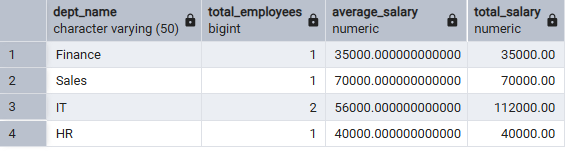 dept_name total_employees average_salary total_salary
character varying (50) bigint numeric numeric
1 Finance 1 35000.000000000000 35000.00
2 Sales 1 70000.000000000000 70000.00
3 IT 2 56000.000000000000 112000.00
4 HR 1 40000.000000000000 40000.00